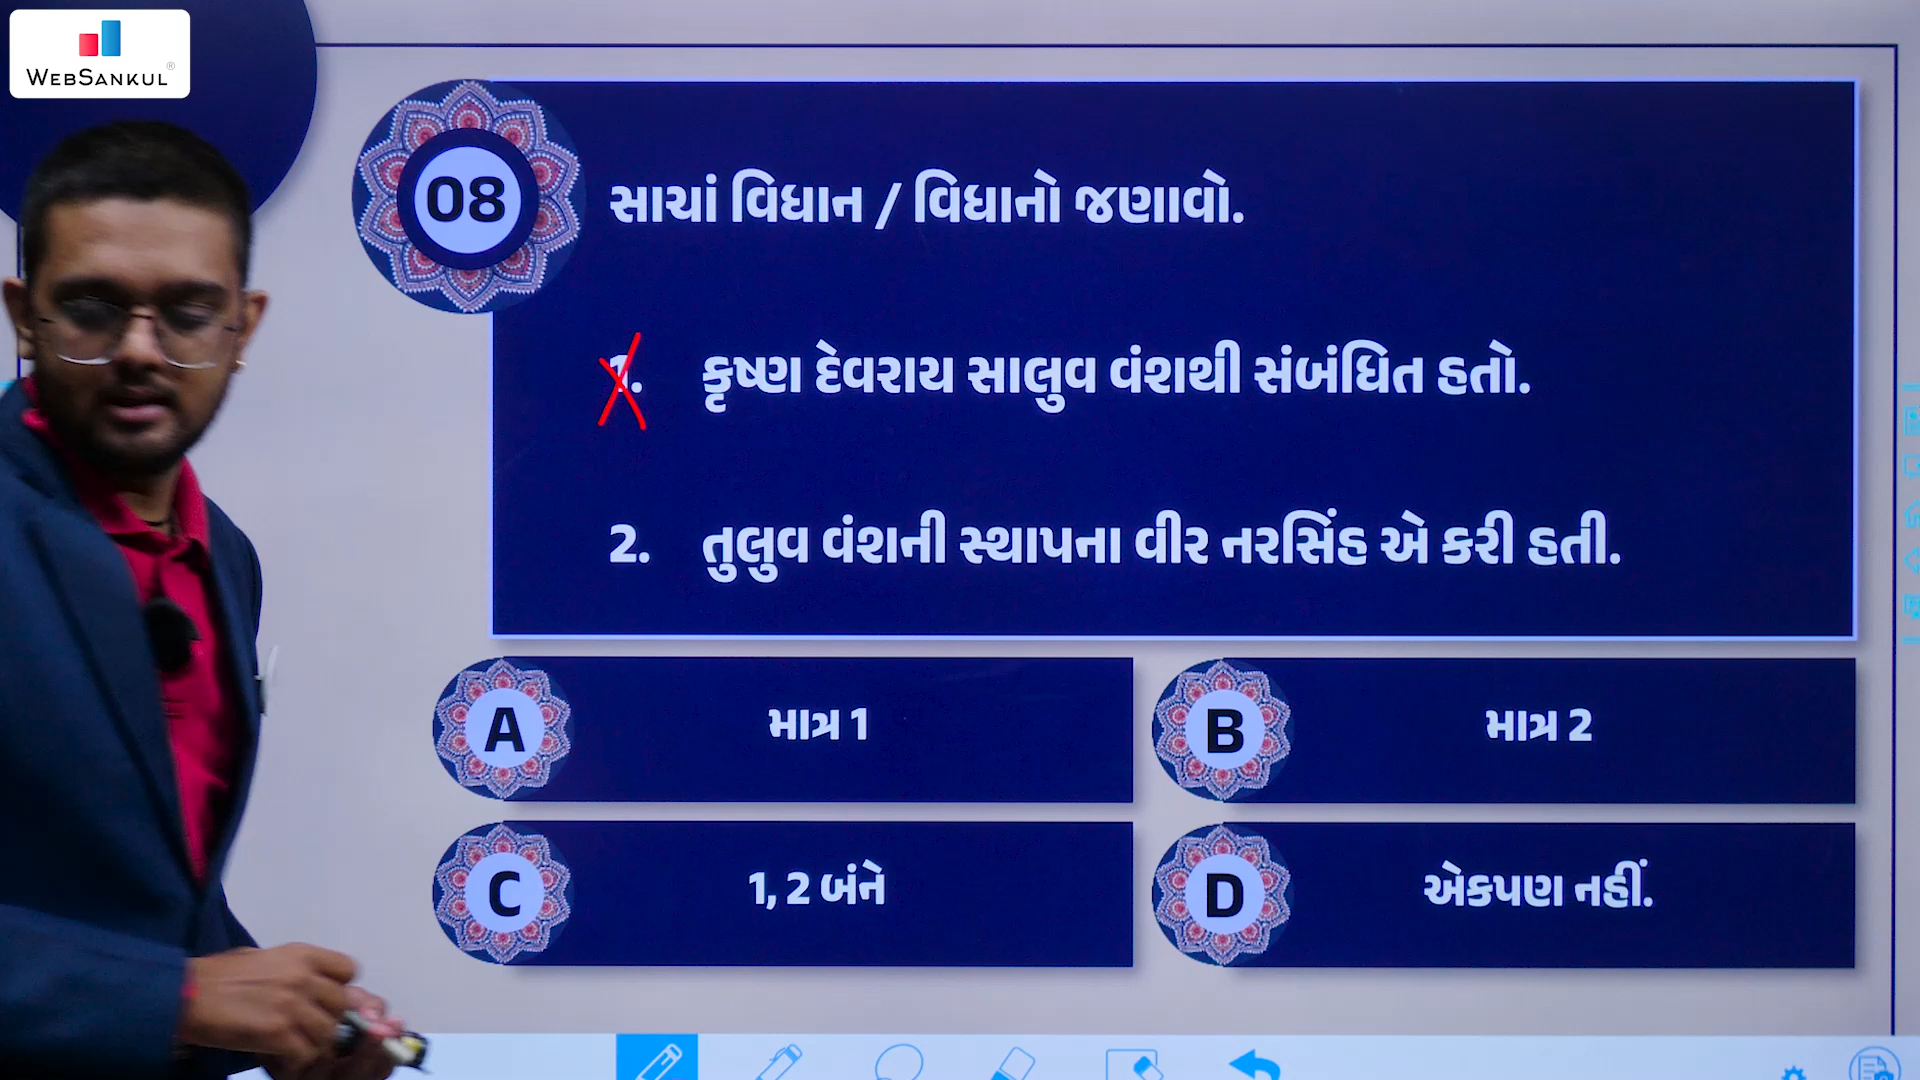 WEBSANKUL®
08
સાચાં વિધાન / વિધાનો જણાવો.
1. કૃષ્ણ દેવરાય સાલુવ વંશથી સંબંધિત હતો.
2. તુલુવ વંશની સ્થાપના વીર નરસિંહ એ કરી હતી.
A માત્ર 1
B માત્ર 2
C 1, 2 બંને
D એકપણ નહીં.